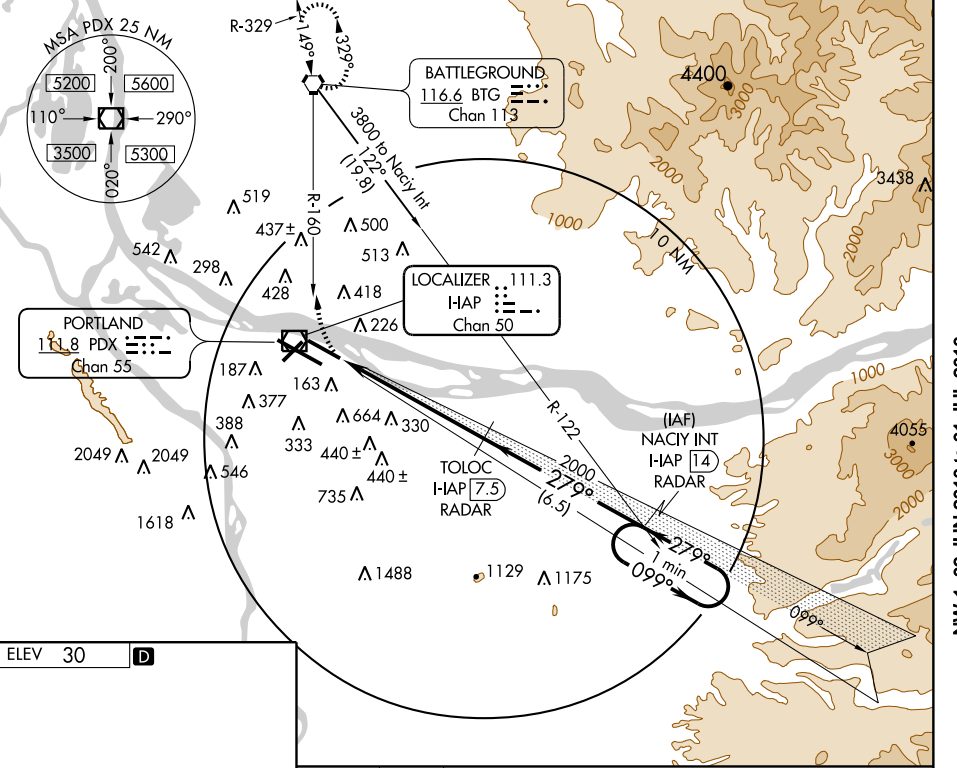 MSA PDX 25 NM
200°
5200
5600
110°
290°
3500
5300
020°
R-329
149°
329°
BATTLEGROUND
116.6 BTG
Chan 113
3800 to Naciy Int
122°
(19.8)
R-160
4400
3000
2000
1000
3438
2000
10 NM
519
437±
500
542
513
298
428
418
226
LOCALIZER 111.3
I-IAP
Chan 50
PORTLAND
111.8 PDX
Chan 55
187
163
377
388
333
664
330
440±
440±
2049
2049
546
735
1618
R-122
(IAF)
NACIY INT
I-IAP 14
RADAR
TOLOC
I-IAP 7.5
RADAR
2000
279°
(6.5)
279°
1 min
099°
099°
1000
4055
3000
2000
1488
1129
1175
ELEV 30
D